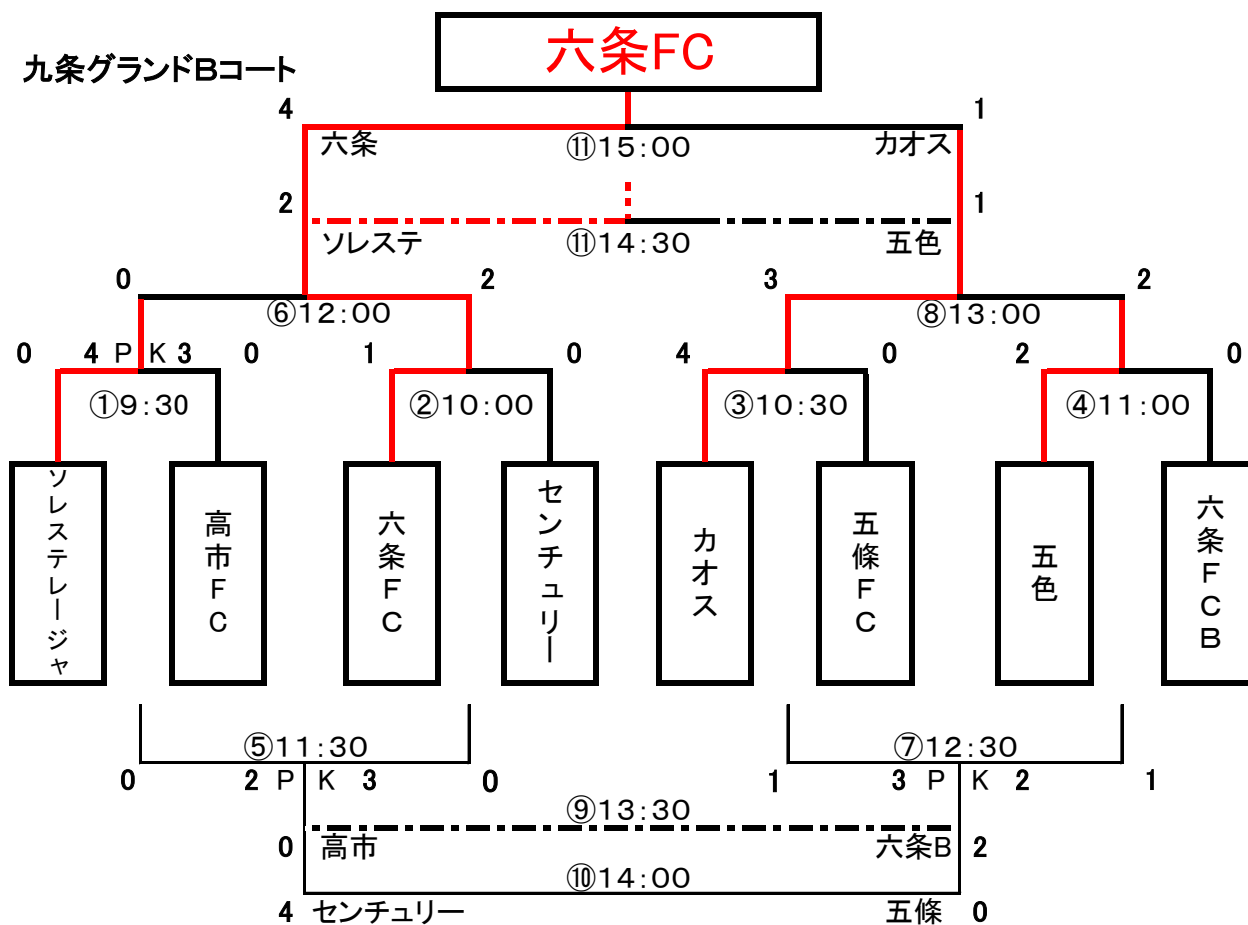 六条FC
九条グランドBコート
4 1
六条 ⑪15:00 カオス
2 1
ソレステ ⑪14:30 五色
0 2 3 2
⑥12:00 ⑧13:00
0 4 PK 3 0 1 0 4 0 2 0
①9:30 ②10:00 ③10:30 ④11:00
ソレステレージャ
高市FC
六条FC
センチュリー
カオス
五條FC
五色
六条FCB
⑤11:30 ⑦12:30
0 2 PK 3 0 1 3 PK 2 1
⑨13:30
0 高市 六条B 2
⑩14:00
4 センチュリー 五條 0